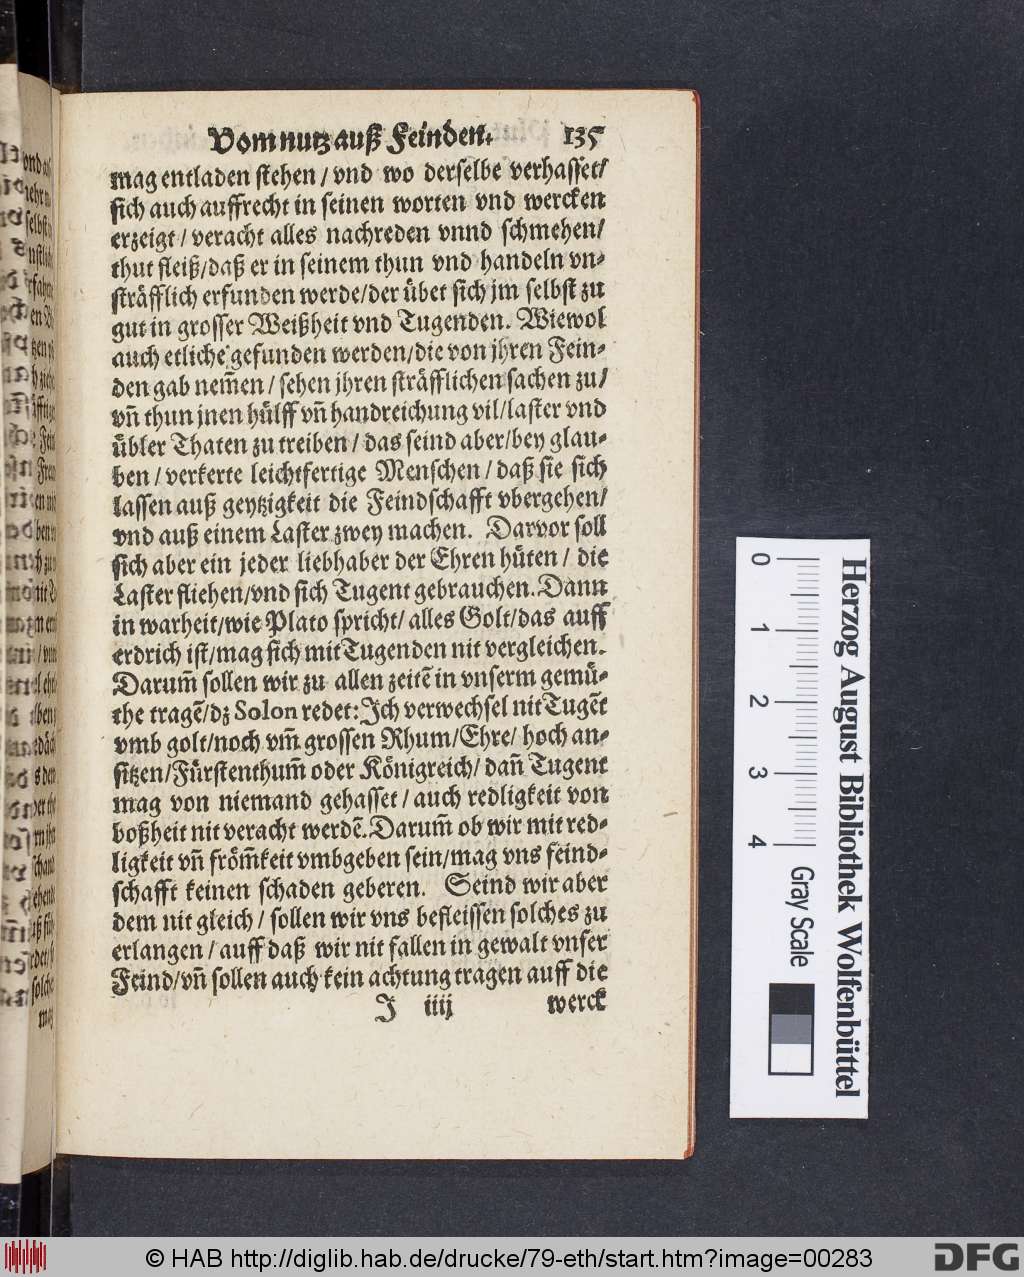 Vom nutz auß Feinden. 135
mag entladen stehen / vnd wo derselbe verhasset/
sich auch auffrecht in seinen worten vnd wercken
erzeigt / veracht alles nachreden vnnd schmehen/
thut fleiß/daß er in seinem thun vnd handeln vn-
sträfflich erfunden werde/der übet sich jm selbst zu
gut in grosser Weißheit vnd Tugenden. Wiewol
auch etliche gefunden werden/die von jhren Fein-
den gab nem̃en / sehen jhren sträfflichen sachen zu/
vñ thun jnen hülff vñ handreichung vil/laster vnd
übler Thaten zu treiben / das seind aber/bey glau-
ben / verkerte leichtfertige Menschen / daß sie sich
lassen auß geytzigkeit die Feindschafft vbergehen/
vnd auß einem Laster zwey machen. Darvor soll
sich aber ein jeder liebhaber der Ehren hüten / die
Laster fliehen/vnd sich Tugent gebrauchen. Dann
in warheit/wie Plato spricht/ alles Golt/das auff
erdrich ist/mag sich mit Tugenden nit vergleichen.
Darum̃ sollen wir zu allen zeitẽ in vnserm gemü-
the tragẽ/dz Solon redet: Ich verwechsel nit Tugẽt
vmb golt/noch vm̃ grossen Rhum/Ehre/ hoch an-
sitzen/Fürstenthum̃ oder Königreich/ dañ Tugent
mag von niemand gehasset / auch redligkeit von
boßheit nit veracht werdẽ. Darum̃ ob wir mit red-
ligkeit vñ fröm̃keit vmbgeben sein/mag vns feind-
schafft keinen schaden geberen. Seind wir aber
dem nit gleich / sollen wir vns befleissen solches zu
erlangen / auff daß wir nit fallen in gewalt vnser
Feind/vñ sollen auch kein achtung tragen auff die
J iiij werck
0 1 2 3 4
Gray Scale
Herzog August Bibliothek Wolfenbüttel
© HAB http://diglib.hab.de/drucke/79-eth/start.htm?image=00283
DFG